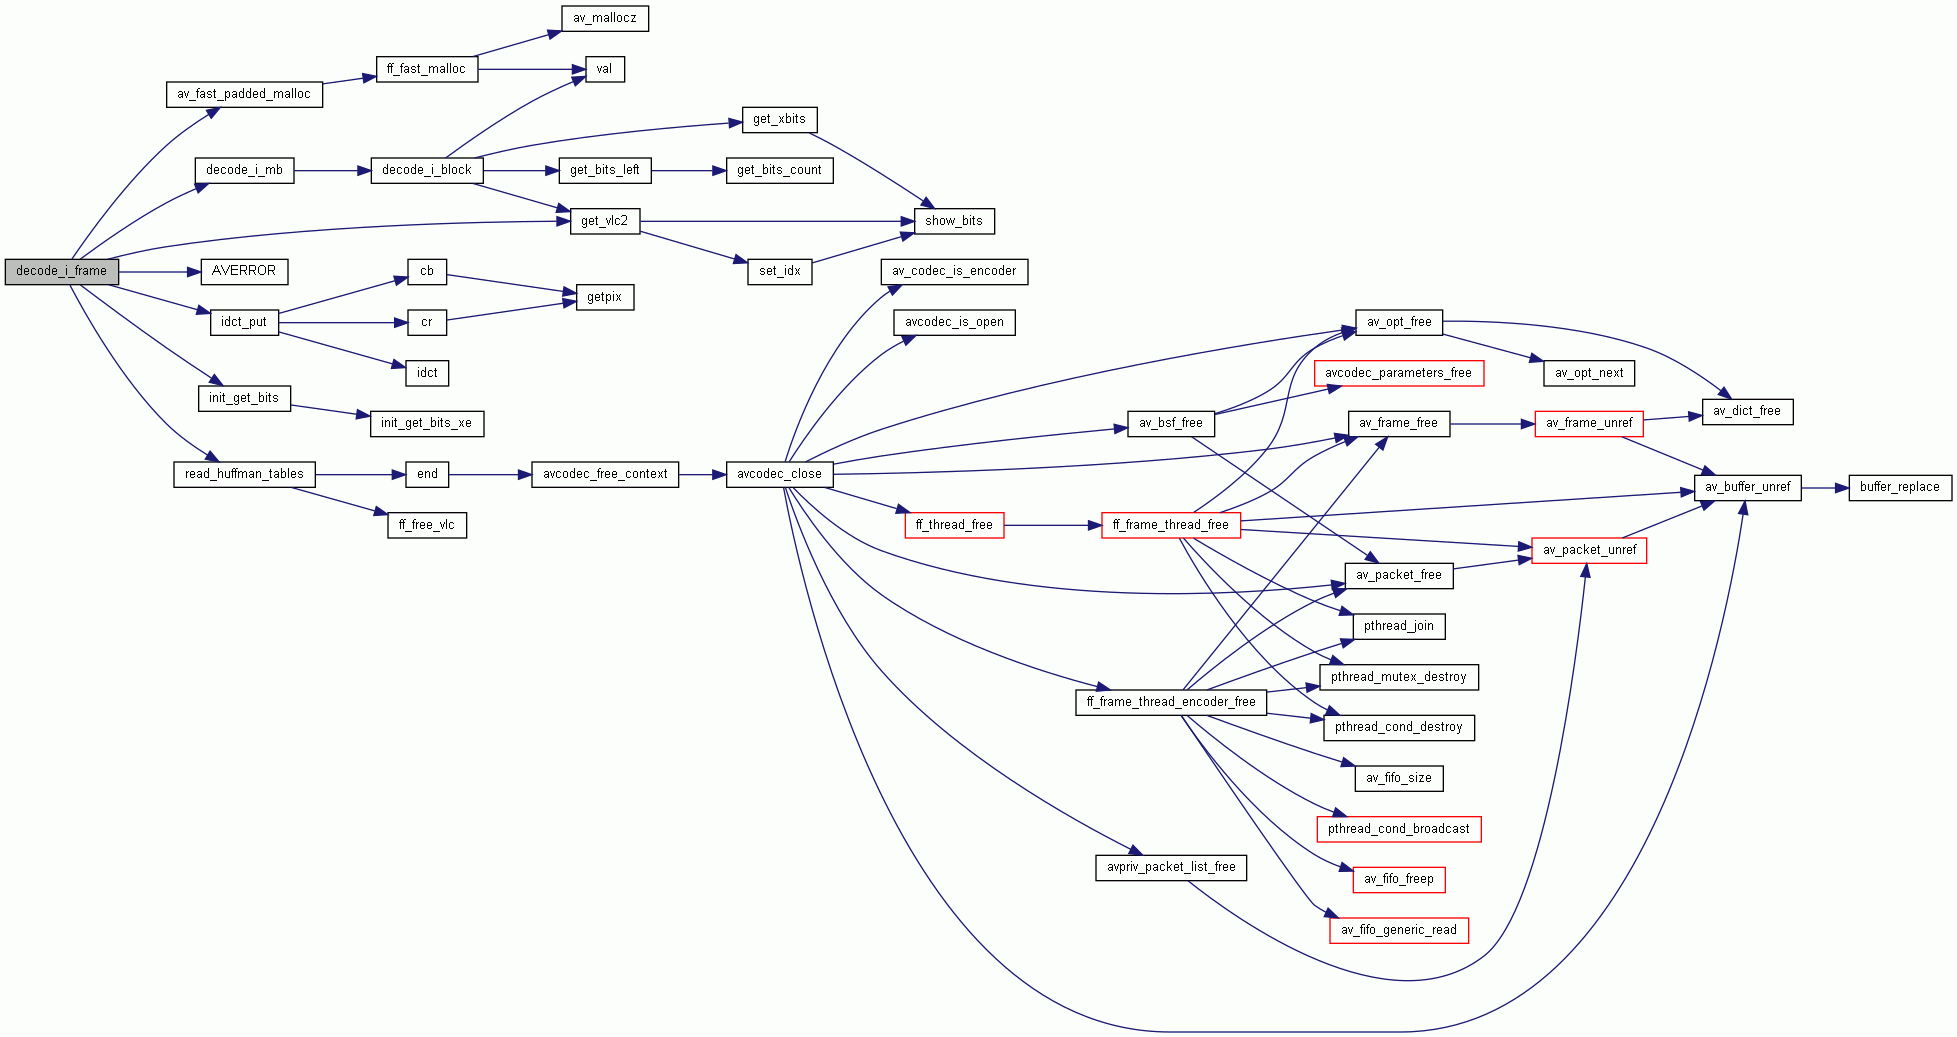 av_mallocz
ff_fast_malloc
val
av_fast_padded_malloc
get_xbits
decode_i_mb
decode_i_block
get_bits_left
get_bits_count
get_vlc2
show_bits
decode_i_frame
AVERROR
cb
set_idx
av_codec_is_encoder
getpix
idct_put
cr
avcodec_is_open
av_opt_free
idct
avcodec_parameters_free
av_opt_next
init_get_bits
init_get_bits_xe
av_bsf_free
av_frame_free
av_frame_unref
av_dict_free
read_huffman_tables
end
avcodec_free_context
avcodec_close
av_buffer_unref
buffer_replace
ff_free_vlc
ff_thread_free
ff_frame_thread_free
av_packet_unref
av_packet_free
pthread_join
pthread_mutex_destroy
ff_frame_thread_encoder_free
pthread_cond_destroy
av_fifo_size
pthread_cond_broadcast
avpriv_packet_list_free
av_fifo_freep
av_fifo_generic_read